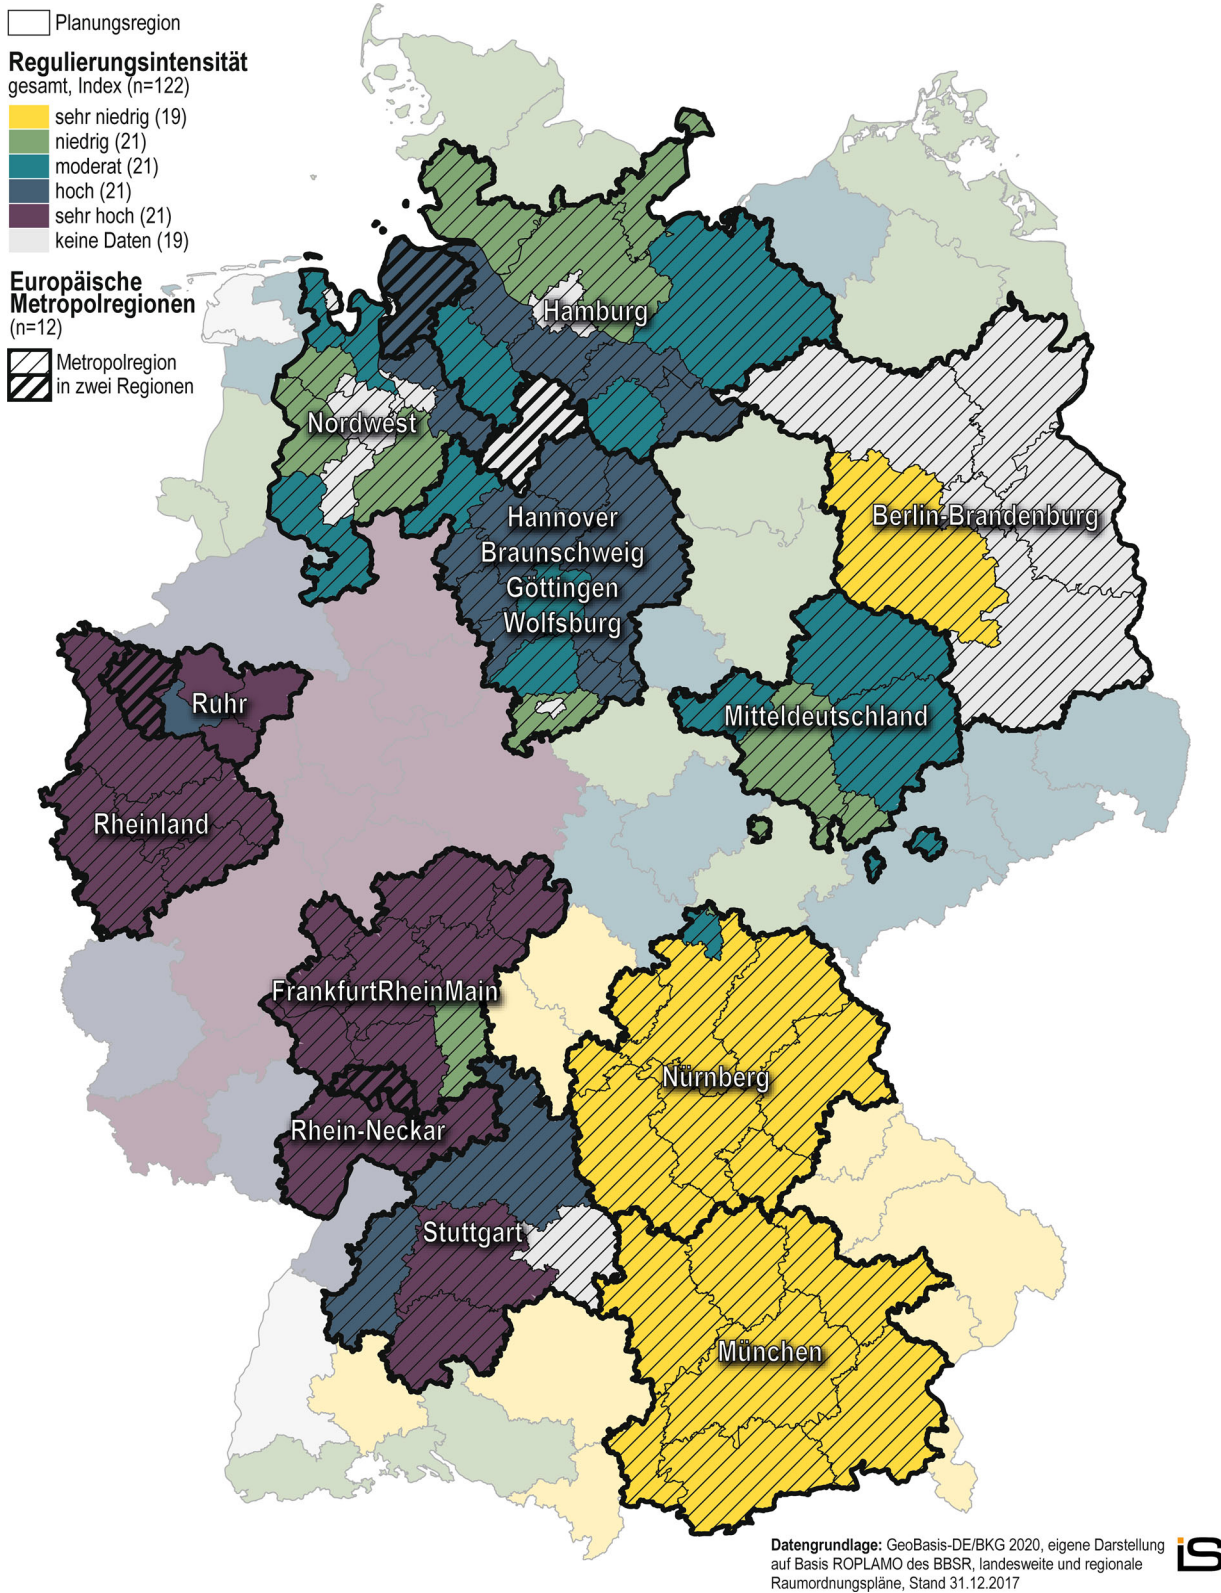 Planungsregion
Regulierungsintensität
gesamt, Index (n=122)
sehr niedrig (19)
niedrig (21)
moderat (21)
hoch (21)
sehr hoch (21)
keine Daten (19)
Europäische
Metropolregionen
(n=12)
Metropolregion
in zwei Regionen
Hamburg
Nordwest
Hannover
Braunschweig
Göttingen
Wolfsburg
Berlin-Brandenburg
Ruhr
Mitteldeutschland
Rheinland
FrankfurtRheinMain
Nürnberg
Rhein-Neckar
Stuttgart
München
Datengrundlage: GeoBasis-DE/BKG 2020, eigene Darstellung
auf Basis ROPLAMO des BBSR, landesweite und regionale
Raumordnungspläne, Stand 31.12.2017
iS